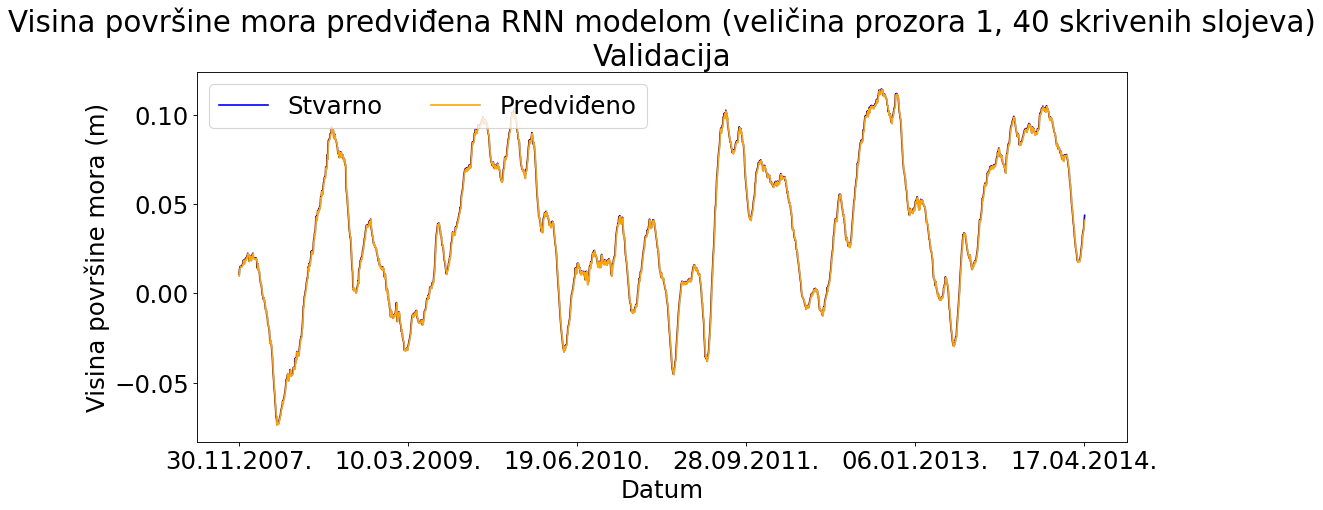 Visina površine mora predviđena RNN modelom (veličina prozora 1, 40 skrivenih slojeva)
Validacija
Stvarno
Predviđeno
Visina površine mora (m)
0.10
0.05
0.00
−0.05
30.11.2007.
10.03.2009.
19.06.2010.
28.09.2011.
06.01.2013.
17.04.2014.
Datum